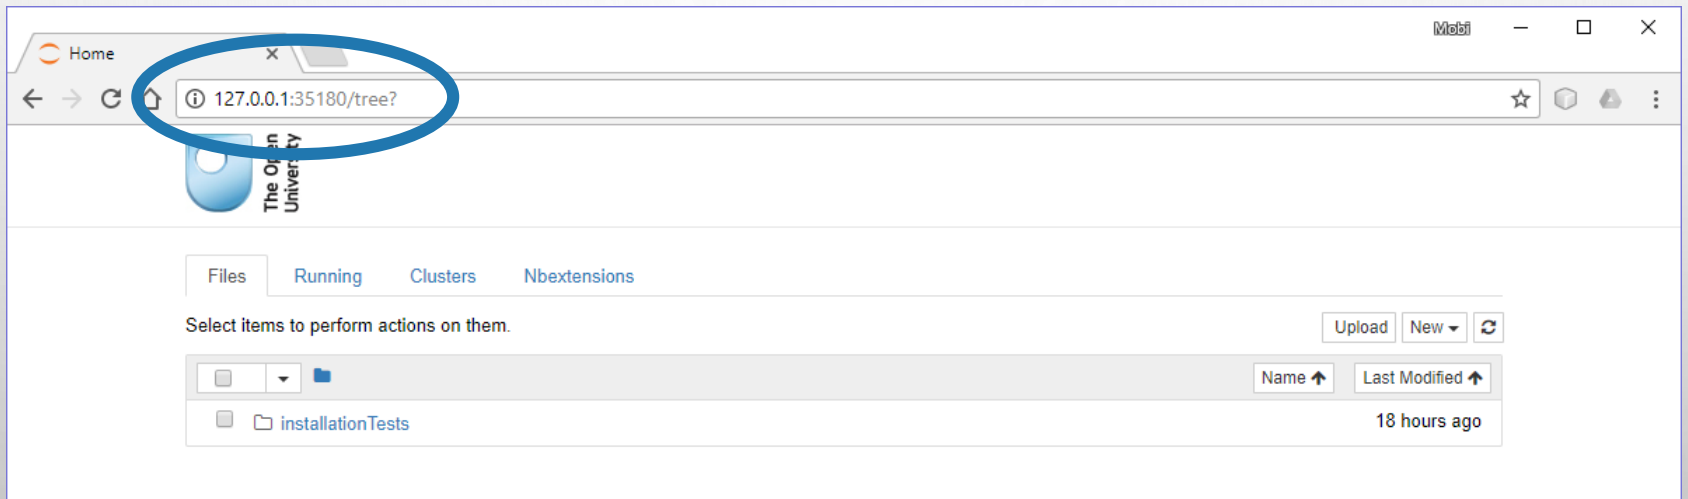 Mobi
Home
127.0.0.1:35180/tree?
The Open
University
Files Running Clusters Nbextensions
Select items to perform actions on them.
Upload New
Name Last Modified
installationTests 18 hours ago